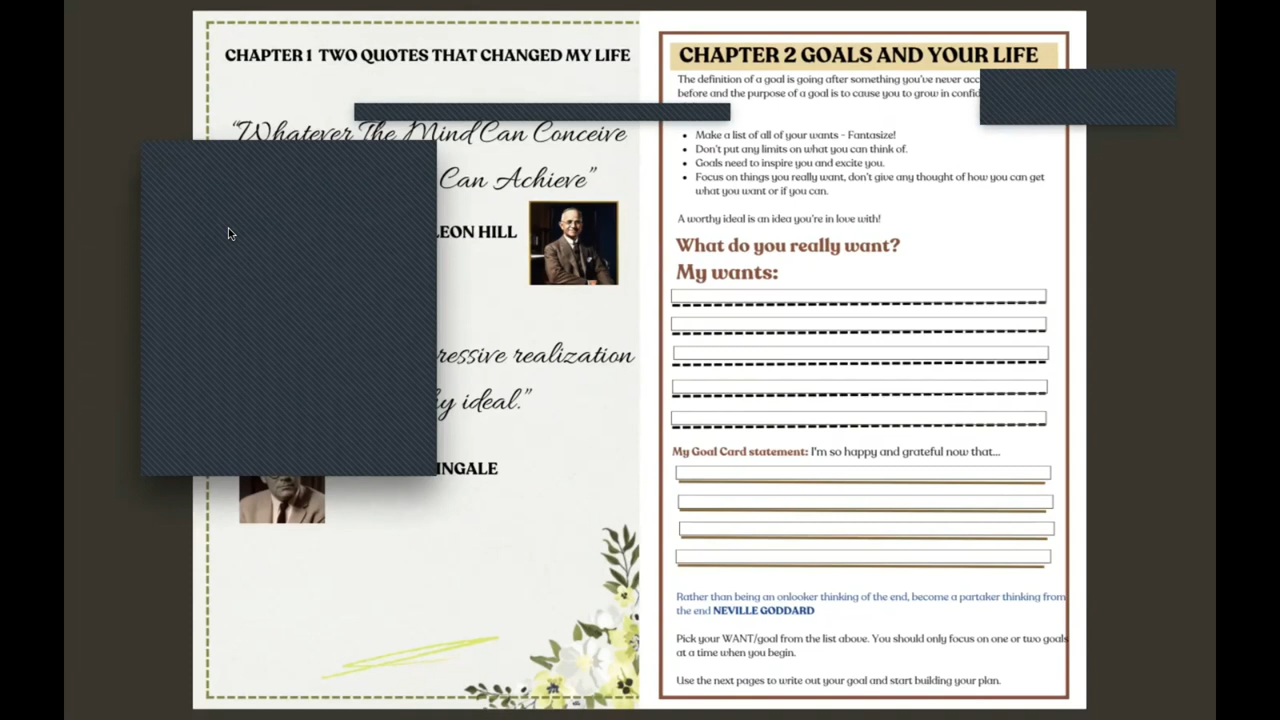 CHAPTER 1 TWO QUOTES THAT CHANGED MY LIFE
“Whatever The Mind Can Conceive
Can Achieve”
LEON HILL
ressive realization
ideal.”
INGALE
CHAPTER 2 GOALS AND YOUR LIFE
The definition of a goal is going after something you've never
before and the purpose of a goal is to cause you to grow in
Make a list of all of your wants - Fantasize!
Don't put any limits on what you can think of.
Goals need to inspire you and excite you.
Focus on things you really want, don't give any thought of how you can get
what you want or if you can.
A worthy ideal is an idea you're in love with!
What do you really want?
My wants:
My Goal Card statement: I'm so happy and grateful now that...
Rather than being an onlooker thinking of the end, become a partaker thinking from
the end NEVILLE GODDARD
Pick your WANT/goal from the list above. You should only focus on one or two goals
at a time when you begin.
Use the next pages to write out your goal and start building your plan.